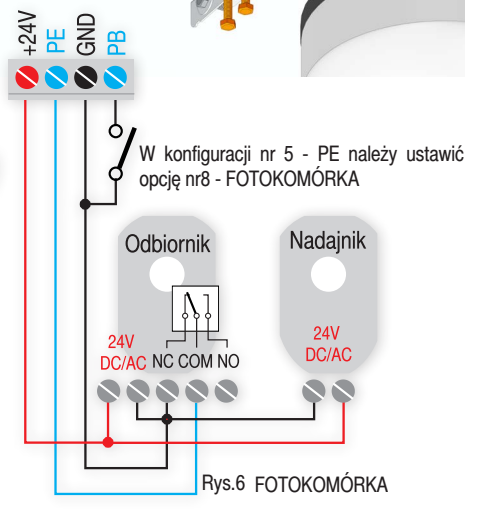 +24V PE GND PB
W konfiguracji nr 5 - PE należy ustawić
opcję nr8 - FOTOKOMÓRKA
Odbiornik
Nadajnik
24V
DC/AC NC COM NO
24V
DC/AC
Rys.6 FOTOKOMÓRKA